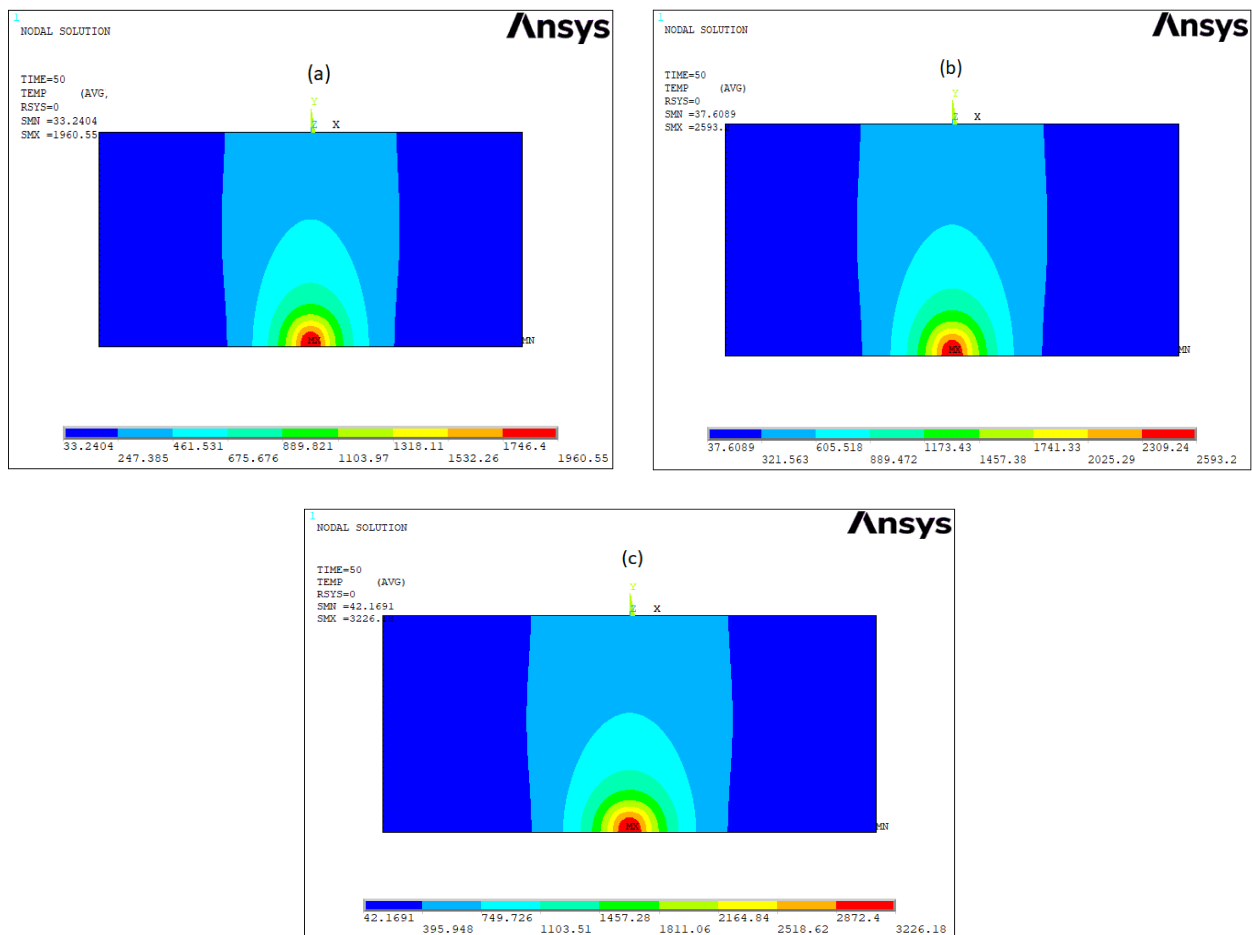 1
NODAL SOLUTION
Ansys
(a)
TIME=50
TEMP (AVG,
RSYS=0
SMN =33.2404
SMX =1960.55
Y
Z X
MX
MN
33.2404 461.531 889.821 1318.11 1746.4
247.385 675.676 1103.97 1532.26 1960.55
1
NODAL SOLUTION
Ansys
(b)
TIME=50
TEMP (AVG)
RSYS=0
SMN =37.6089
SMX =2593.
Y
Z X
MX
MN
37.6089 605.518 1173.43 1741.33 2309.24
321.563 889.472 1457.38 2025.29 2593.2
1
NODAL SOLUTION
Ansys
(c)
TIME=50
TEMP (AVG)
RSYS=0
SMN =42.1691
SMX =3226.
Y
Z X
MX
MN
42.1691 749.726 1457.28 2164.84 2872.4
395.948 1103.51 1811.06 2518.62 3226.18